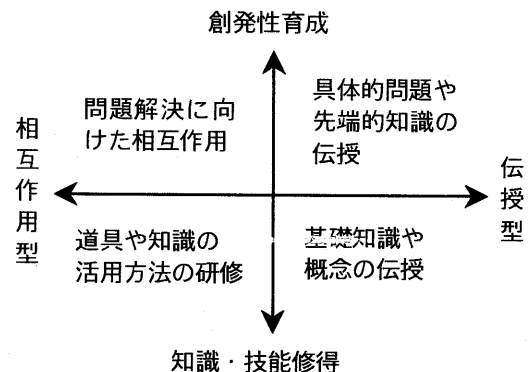 創発性育成
問題解決に向
けた相互作用
具体的問題や
先端的知識の
伝授
相互作用型
伝授型
道具や知識の
活用方法の研修
基礎知識や
概念の伝授
知識・技能修得